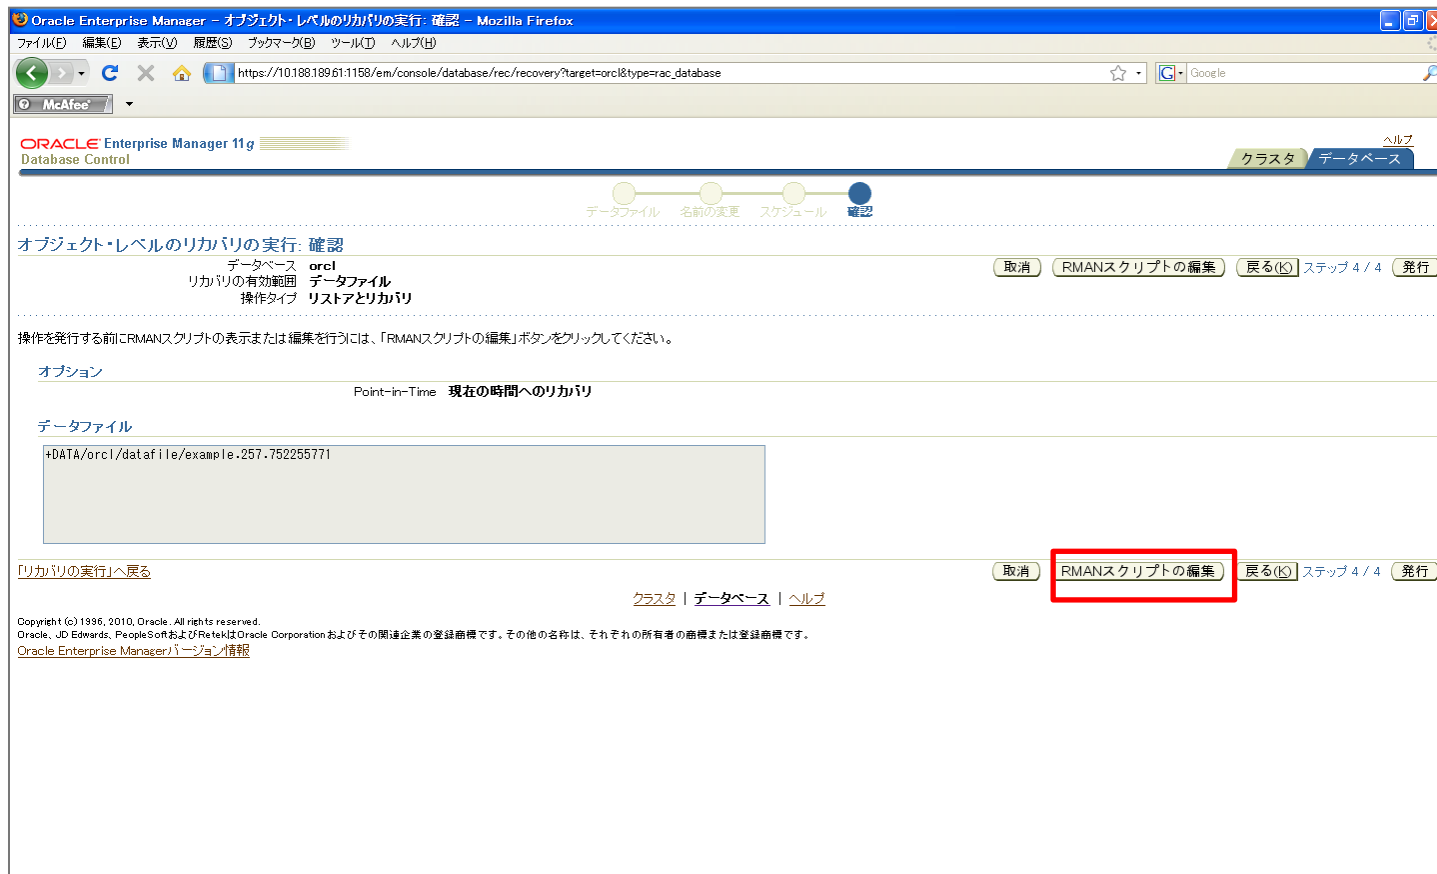 Oracle Enterprise Manager - オブジェクト・レベルのリカバリの実行: 確認 - Mozilla Firefox
ファイル(F) 編集(E) 表示(V) 履歴(S) ブックマーク(B) ツール(T) ヘルプ(H)
https://10.188.189.61:1158/em/console/database/rec/recovery?target=orcl&type=rac_database
G Google
McAfee
ORACLE Enterprise Manager 11g
Database Control
ヘルプ
クラスタ データベース
データファイル 名前の変更 スケジュール 確認
オブジェクト・レベルのリカバリの実行: 確認
データベース orcl
リカバリの有効範囲 データファイル
操作タイプ リストアとリカバリ
取消 RMANスクリプトの編集 戻る(K) ステップ 4 / 4 発行
操作を発行する前にRMANスクリプトの表示または編集を行うには、「RMANスクリプトの編集」ボタンをクリックしてください。
オプション
Point-in-Time 現在の時間へのリカバリ
データファイル
+DATA/orcl/datafile/example.257.752255771
「リカバリの実行」へ戻る
取消 RMANスクリプトの編集 戻る(K) ステップ 4 / 4 発行
クラスタ | データベース | ヘルプ
Copyright (c) 1996, 2010, Oracle. All rights reserved.
Oracle、JD Edwards、PeopleSoftおよびRetekはOracle Corporationおよびその関連企業の登録商標です。その他の名称は、それぞれの所有者の商標または登録商標です。
Oracle Enterprise Managerバージョン情報